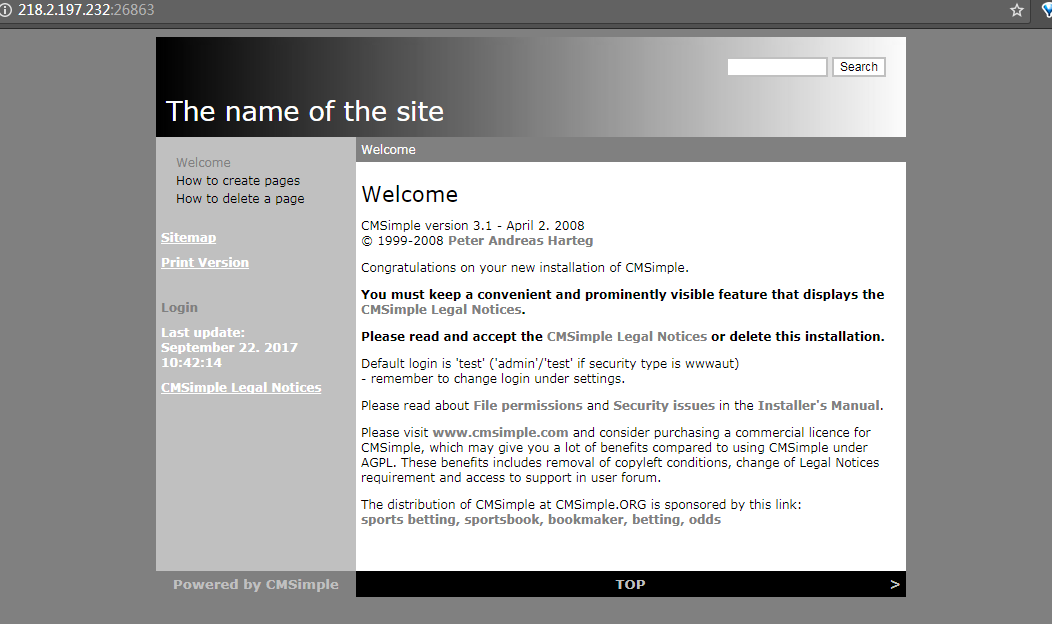 218.2.197.232:26863
Search
The name of the site
Welcome
How to create pages
How to delete a page
Sitemap
Print Version
Login
Last update:
September 22. 2017
10:42:14
CMSimple Legal Notices
Welcome
Welcome
CMSimple version 3.1 - April 2. 2008
© 1999-2008 Peter Andreas Harteg
Congratulations on your new installation of CMSimple.
You must keep a convenient and prominently visible feature that displays the
CMSimple Legal Notices.
Please read and accept the CMSimple Legal Notices or delete this installation.
Default login is 'test' ('admin'/'test' if security type is wwwaut)
- remember to change login under settings.
Please read about File permissions and Security issues in the Installer's Manual.
Please visit www.cmsimple.com and consider purchasing a commercial licence for
CMSimple, which may give you a lot of benefits compared to using CMSimple under
AGPL. These benefits includes removal of copyleft conditions, change of Legal Notices
requirement and access to support in user forum.
The distribution of CMSimple at CMSimple.ORG is sponsored by this link:
sports betting, sportsbook, bookmaker, betting, odds
Powered by CMSimple
TOP
>